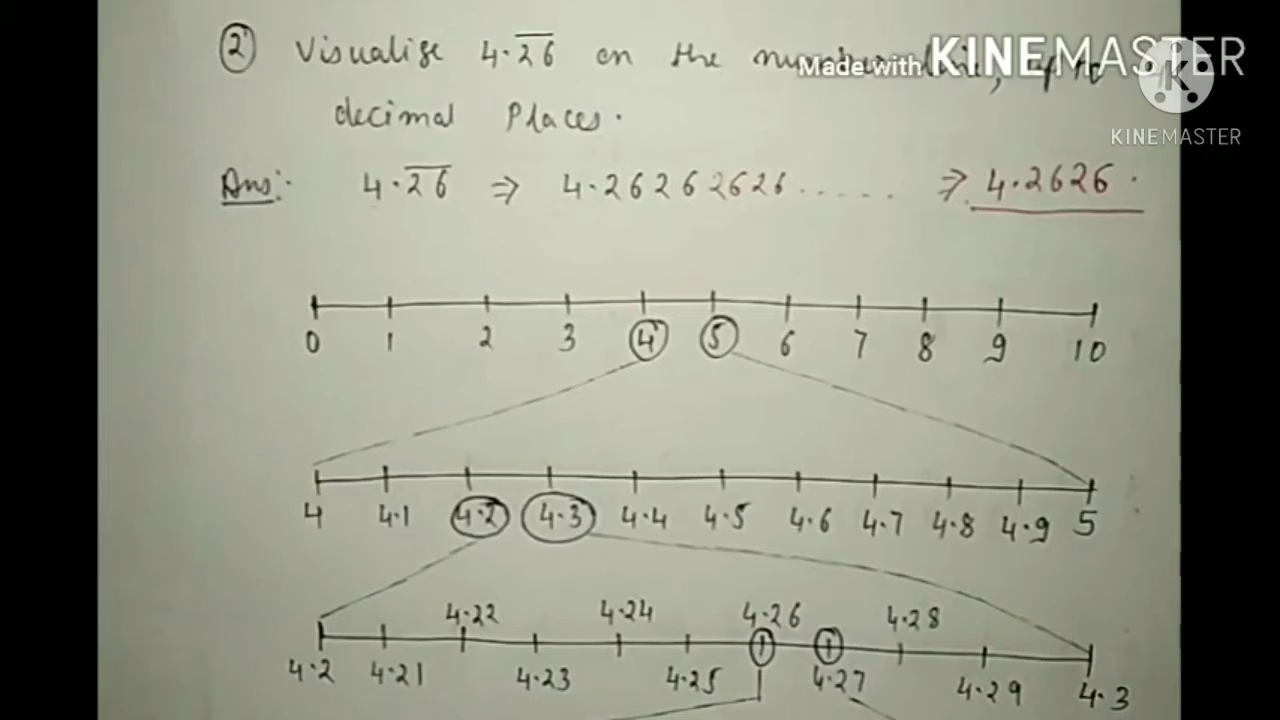 ② Visualise 4.2̅6̅ on the number line, upto
decimal Places.
Made with KINEMASTER
KINEMASTER
Ans: 4.2̅6̅ ⇒ 4.26262626...... ⇒ 4.2626.
0 1 2 3 4 5 6 7 8 9 10
4 4.1 4.2 4.3 4.4 4.5 4.6 4.7 4.8 4.9 5
4.22 4.24 4.26 4.28
4.2 4.21 4.23 4.25 4.27 4.29 4.3